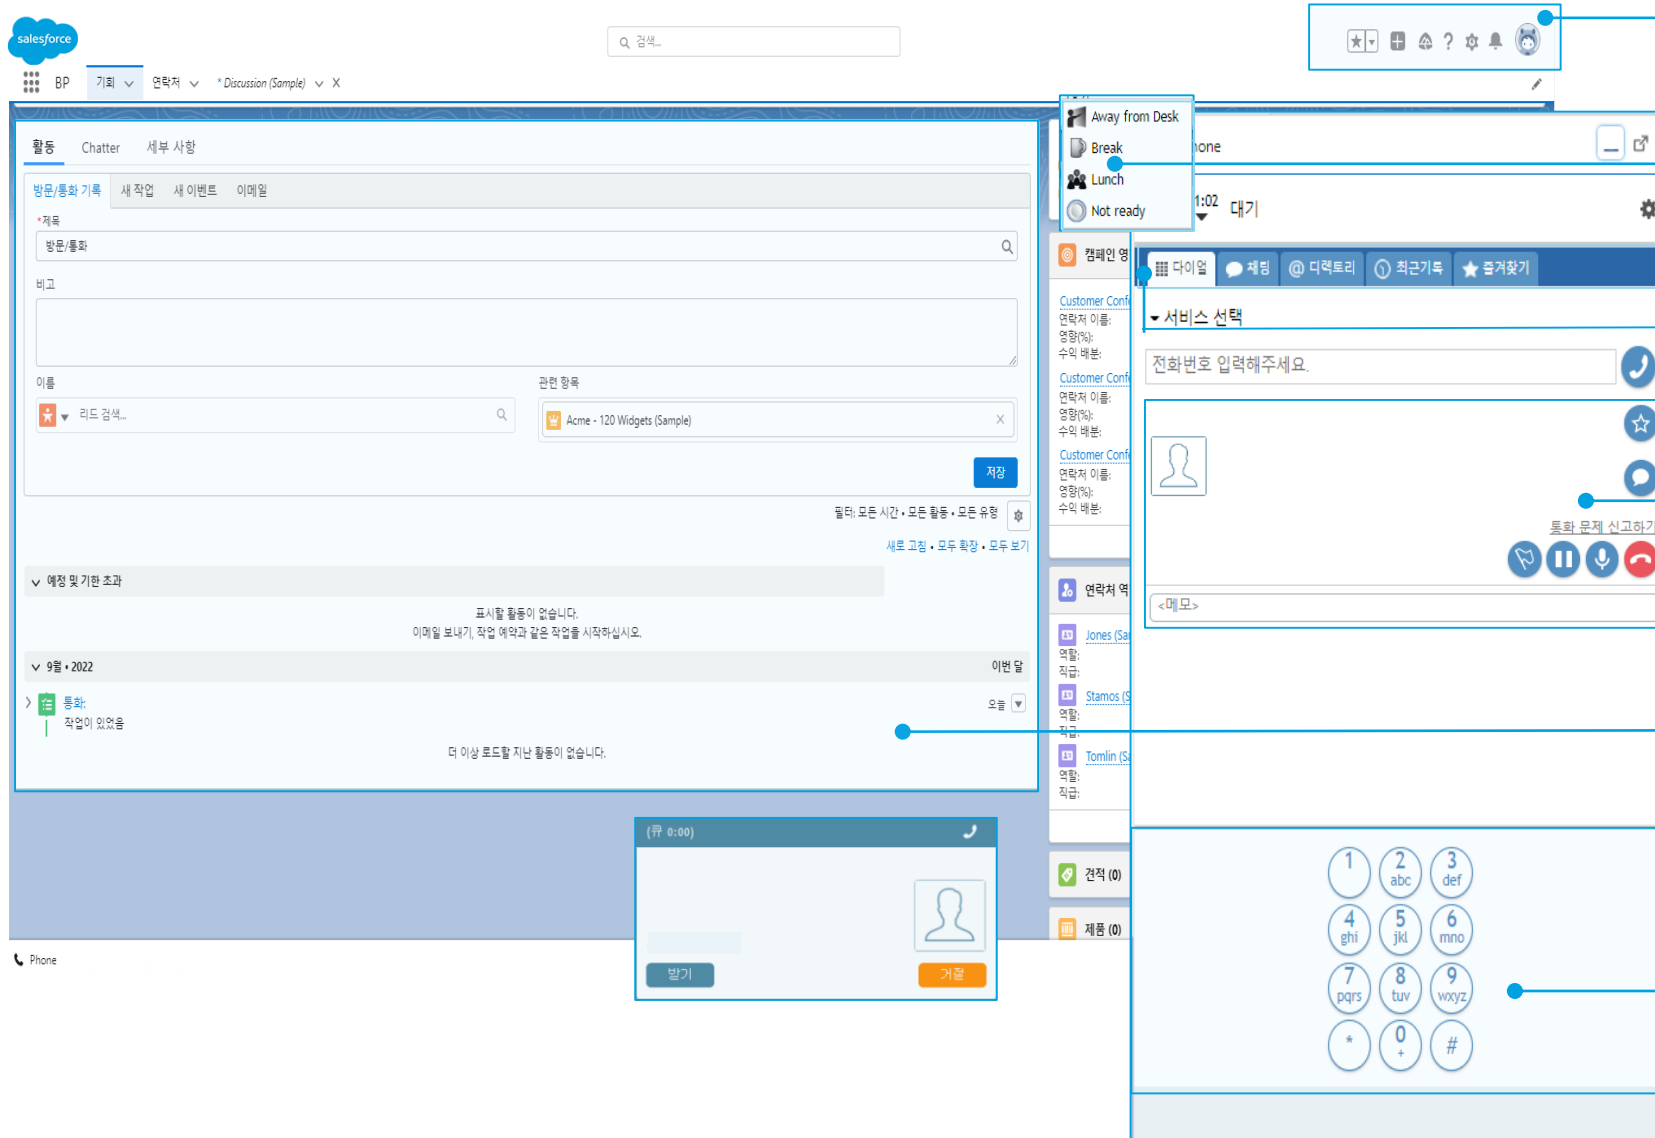 salesforce
검색...
BP 기회 연락처 * Discussion (Sample) X
활동 Chatter 세부 사항
방문/통화 기록 새 작업 새 이벤트 이메일
*제목
방문/통화
비고
이름 관련 항목
리드 검색... Acme - 120 Widgets (Sample) X
저장
필터: 모든 시간 • 모든 활동 • 모든 유형
새로 고침 • 모두 확장 • 모두 보기
예정 및 기한 초과
표시할 활동이 없습니다.
이메일 보내기, 작업 예약과 같은 작업을 시작하십시오.
9월 • 2022 이번 달
통화: 오늘
작업이 있었음
더 이상 로드할 지난 활동이 없습니다.
Away from Desk
Break
Lunch
Not ready
캠페인 영
Customer Conf
연락처 이름:
영향(%):
수익 배분:
Customer Conf
연락처 이름:
영향(%):
수익 배분:
Customer Conf
연락처 이름:
영향(%):
수익 배분:
연락처 역
Jones (Sa
역할:
직급:
Stamos (S
역할:
직급:
Tomlin (Sa
역할:
직급:
견적 (0)
제품 (0)
hone
1:02 대기
다이얼 채팅 @ 디렉토리 최근기록 즐겨찾기
서비스 선택
전화번호 입력해주세요.
통화 문제 신고하기
<메모>
1 2 3
abc def
4 5 6
ghi jkl mno
7 8 9
pqrs tuv wxyz
* 0 #
+
(큐 0:00)
받기 거절
Phone